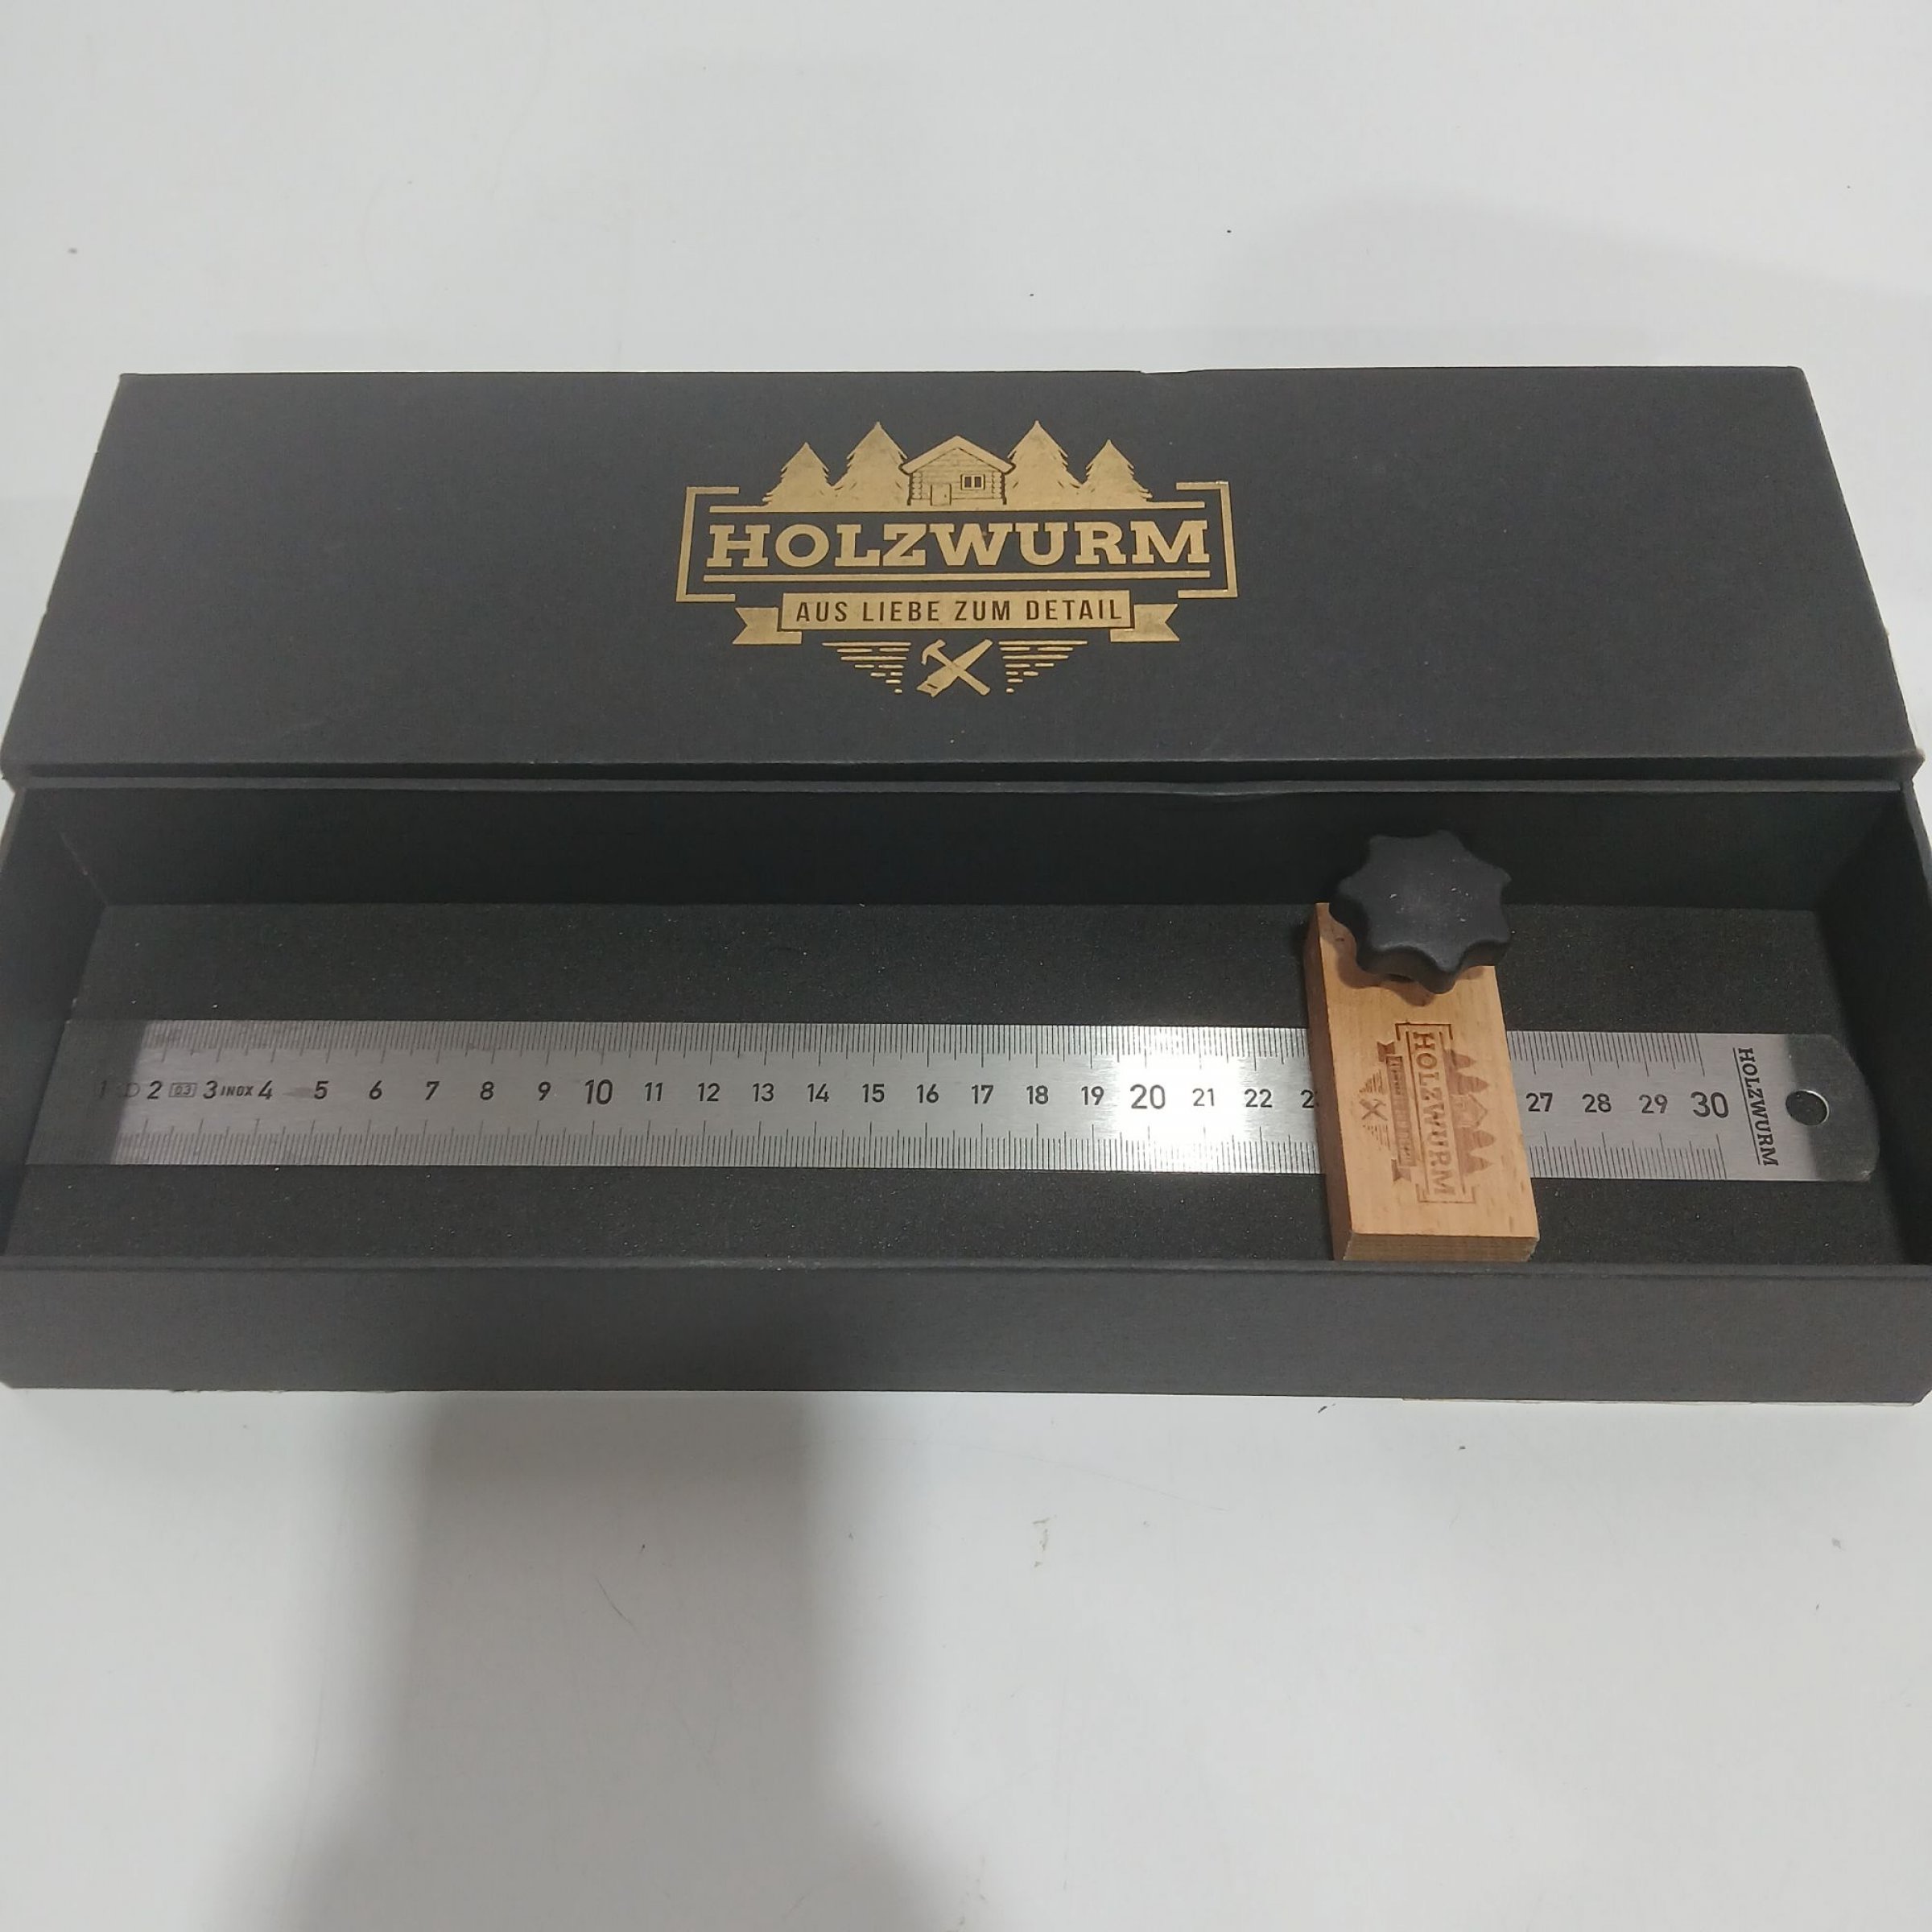 HOLZWURM
AUS LIEBE ZUM DETAIL
1 2 03 3 INOX 4 5 6 7 8 9 10 11 12 13 14 15 16 17 18 19 20 21 22 27 28 29 30
HOLZWURM
HOLZWURM